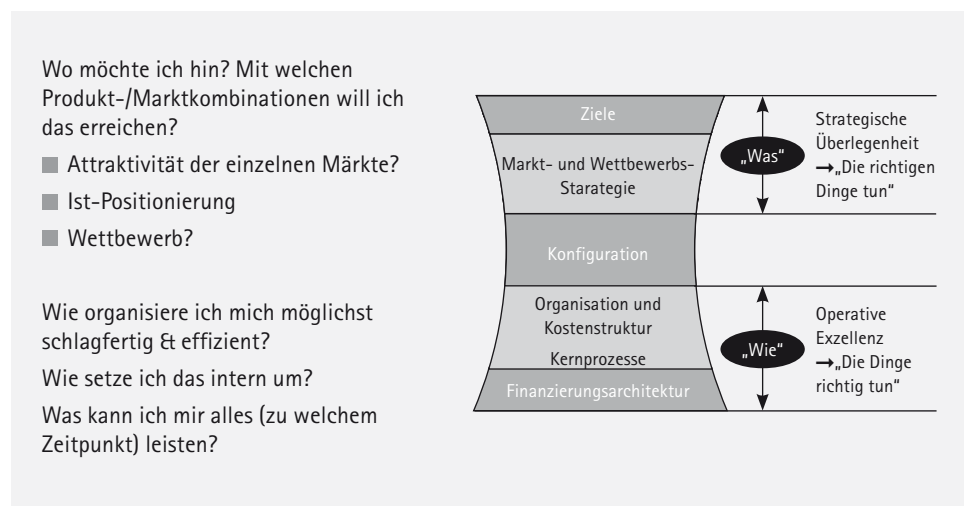 Wo möchte ich hin? Mit welchen
Produkt-/Marktkombinationen will ich
das erreichen?
Attraktivität der einzelnen Märkte?
Ist-Positionierung
Wettbewerb?
Wie organisiere ich mich möglichst
schlagfertig & effizient?
Wie setze ich das intern um?
Was kann ich mir alles (zu welchem
Zeitpunkt) leisten?
Ziele
Markt- und Wettbewerbs-
Starategie
Konfiguration
Organisation und
Kostenstruktur
Kernprozesse
Finanzierungsarchitektur
„Was“
Strategische
Überlegenheit
→„Die richtigen
Dinge tun“
„Wie“
Operative
Exzellenz
→„Die Dinge
richtig tun“